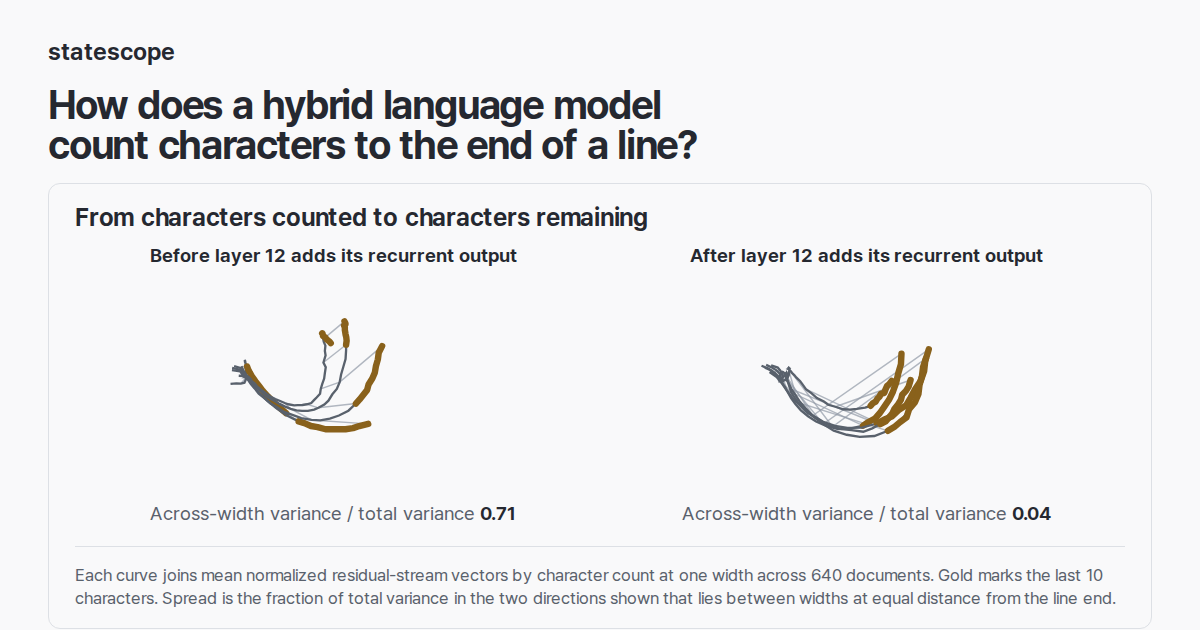 statescope
How does a hybrid language model
count characters to the end of a line?
From characters counted to characters remaining
Before layer 12 adds its recurrent output
After layer 12 adds its recurrent output
Across-width variance / total variance 0.71
Across-width variance / total variance 0.04
Each curve joins mean normalized residual-stream vectors by character count at one width across 640 documents. Gold marks the last 10
characters. Spread is the fraction of total variance in the two directions shown that lies between widths at equal distance from the line end.